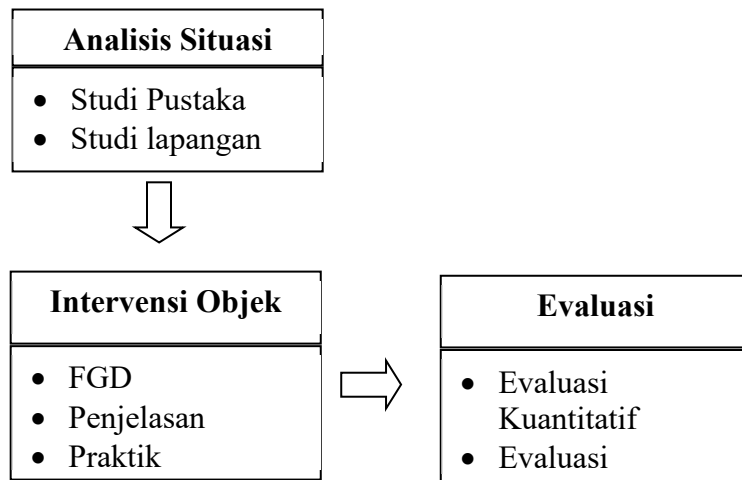 Analisis Situasi
• Studi Pustaka
• Studi lapangan
Intervensi Objek
• FGD
• Penjelasan
• Praktik
Evaluasi
• Evaluasi
Kuantitatif
• Evaluasi